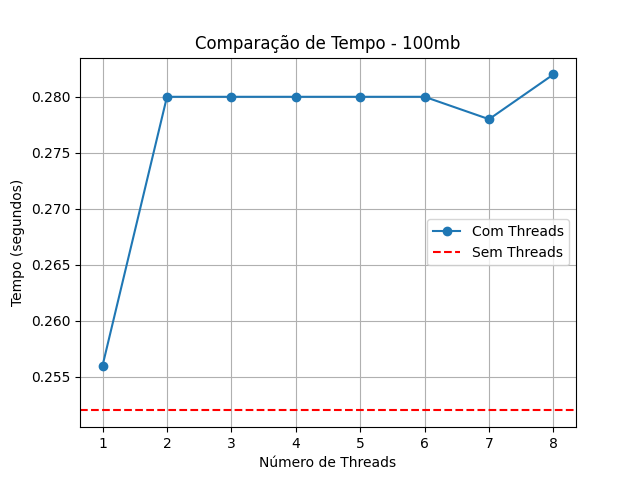 Comparação de Tempo - 100mb
Tempo (segundos)
0.280
0.275
0.270
0.265
0.260
0.255
Com Threads
Sem Threads
1 2 3 4 5 6 7 8
Número de Threads